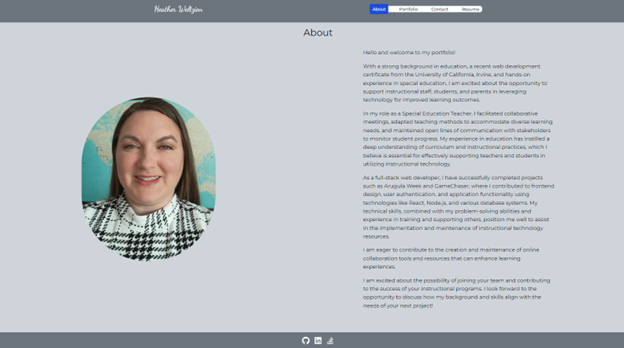 Heather Weltzien
About
Portfolio
Contact
Resume
About
Hello and welcome to my portfolio!
With a strong background in education, a recent web development
certificate from the University of California, Irvine, and hands-on
experience in special education, I am excited about the opportunity to
support instructional staff, students, and parents in leveraging
technology for improved learning outcomes.
In my role as a Special Education Teacher, I facilitated collaborative
meetings, adapted teaching methods to accommodate diverse learning
needs, and maintained open lines of communication with stakeholders
to monitor student progress. My experience in education has instilled a
deep understanding of curriculum and instructional practices, which I
believe is essential for effectively supporting teachers and students in
utilizing instructional technology.
As a full-stack web developer, I have successfully completed projects
such as Arugula Week and GameChaser, where I contributed to frontend
design, user authentication, and application functionality using
technologies like React, Node.js, and various database systems. My
technical skills, combined with my problem-solving abilities and
experience in training and supporting others, position me well to assist
in the implementation and maintenance of instructional technology
resources.
I am eager to contribute to the creation and maintenance of online
collaboration tools and resources that can enhance learning
experiences.
I am excited about the possibility of joining your team and contributing
to the success of your instructional programs. I look forward to the
opportunity to discuss how my background and skills align with the
needs of your next project!